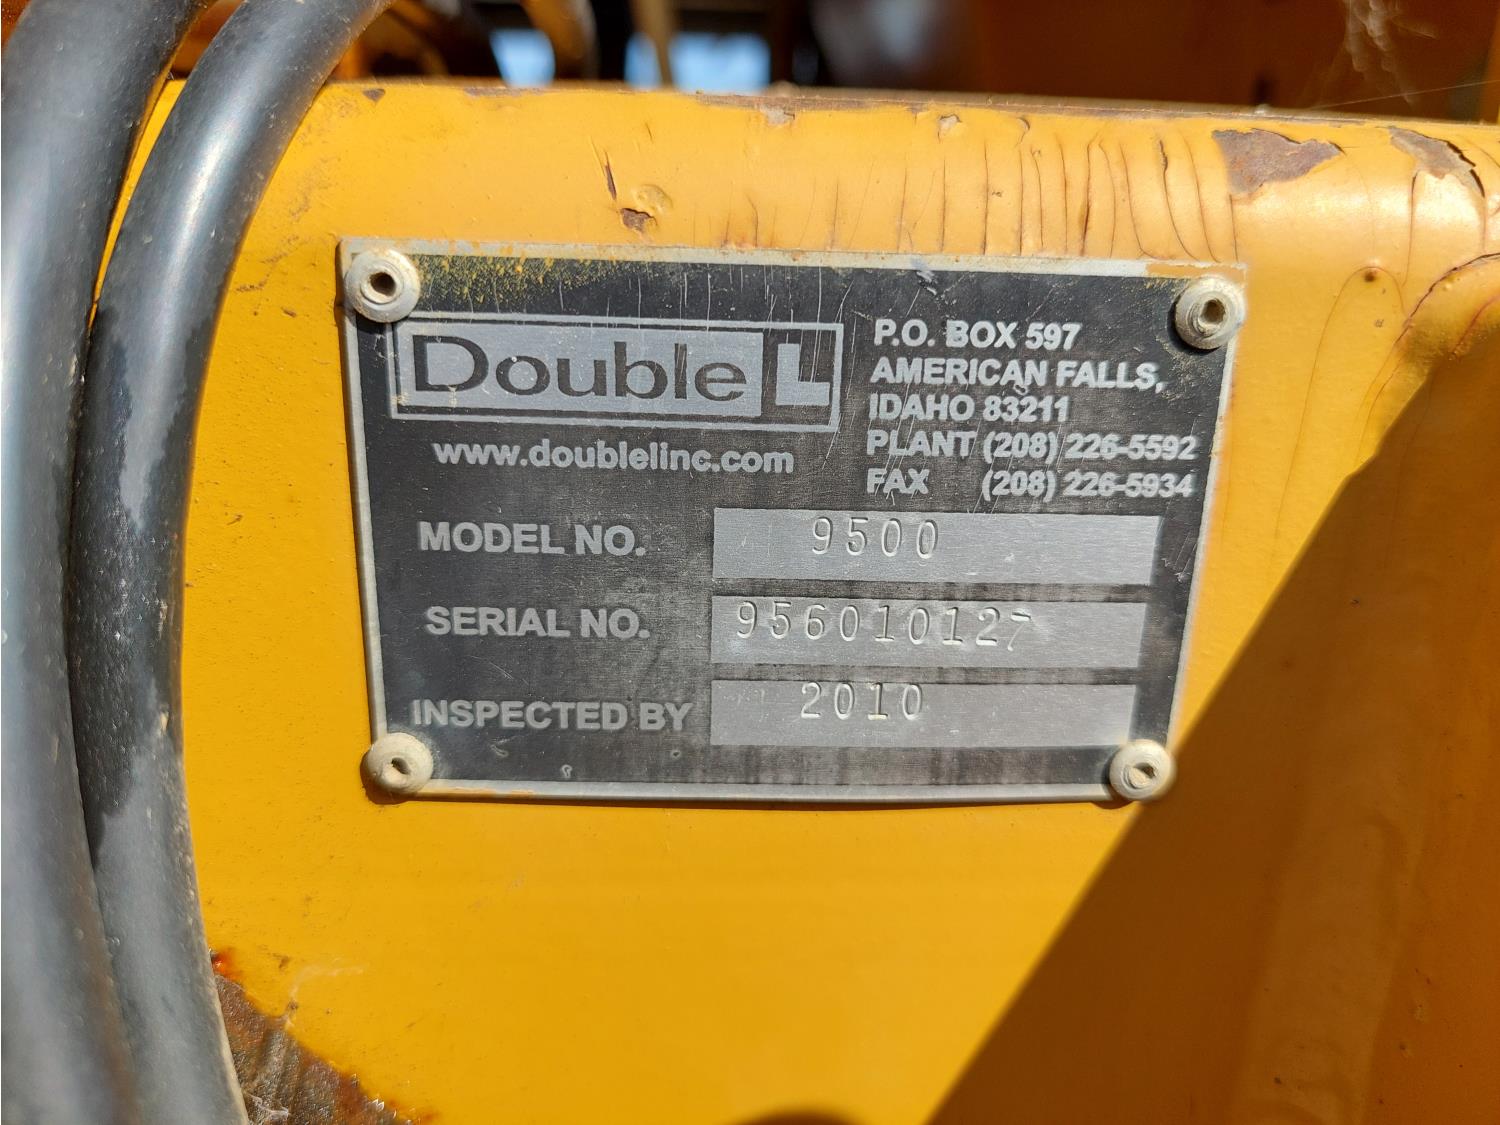 Double L
www.doublelinc.com
P.O. BOX 597
AMERICAN FALLS,
IDAHO 83211
PLANT (208) 226-5592
FAX (208) 226-5934
MODEL NO. 9500
SERIAL NO. 956010127
INSPECTED BY 2010